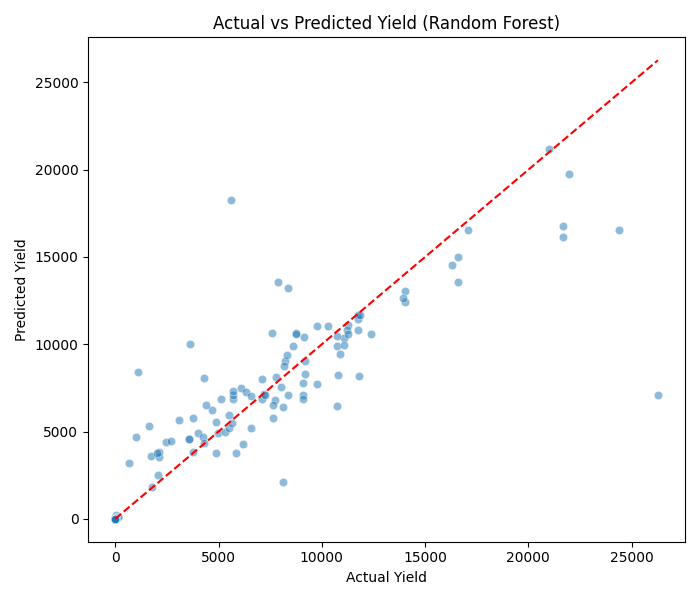 Actual vs Predicted Yield (Random Forest)
25000
20000
15000
10000
5000
0
Predicted Yield
0 5000 10000 15000 20000 25000
Actual Yield